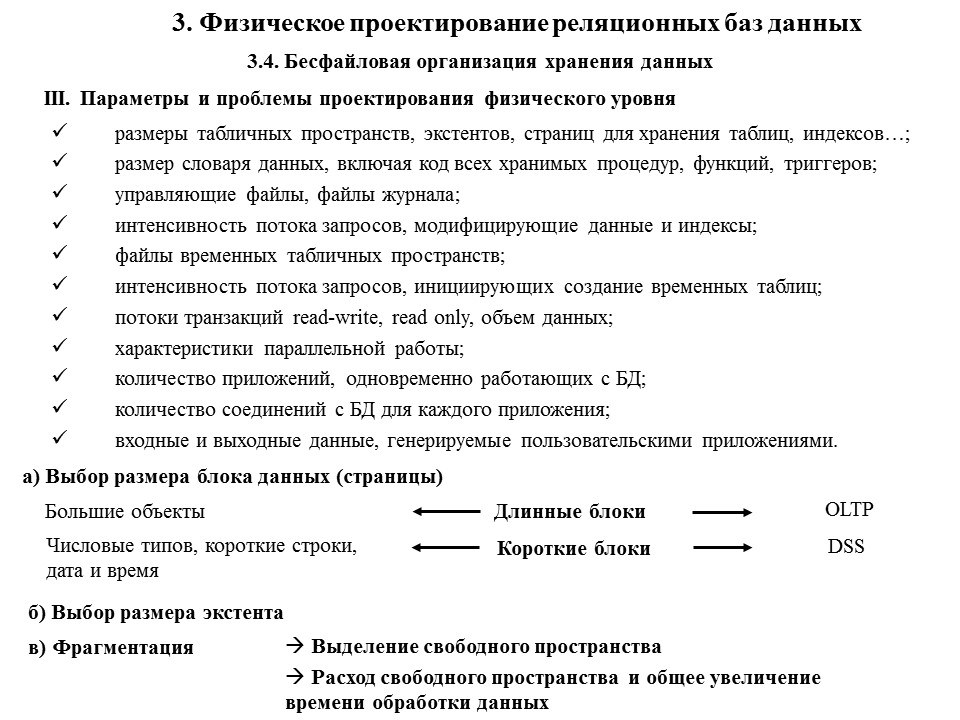 3. Физическое проектирование реляционных баз данных
3.4. Бесфайловая организация хранения данных
III. Параметры и проблемы проектирования физического уровня
✓ размеры табличных пространств, экстентов, страниц для хранения таблиц, индексов…;
✓ размер словаря данных, включая код всех хранимых процедур, функций, триггеров;
✓ управляющие файлы, файлы журнала;
✓ интенсивность потока запросов, модифицирующие данные и индексы;
✓ файлы временных табличных пространств;
✓ интенсивность потока запросов, инициирующих создание временных таблиц;
✓ потоки транзакций read-write, read only, объем данных;
✓ характеристики параллельной работы;
✓ количество приложений, одновременно работающих с БД;
✓ количество соединений с БД для каждого приложения;
✓ входные и выходные данные, генерируемые пользовательскими приложениями.
а) Выбор размера блока данных (страницы)
Большие объекты ← Длинные блоки → OLTP
Числовые типов, короткие строки, ← Короткие блоки → DSS
дата и время
б) Выбор размера экстента
в) Фрагментация → Выделение свободного пространства
→ Расход свободного пространства и общее увеличение
времени обработки данных